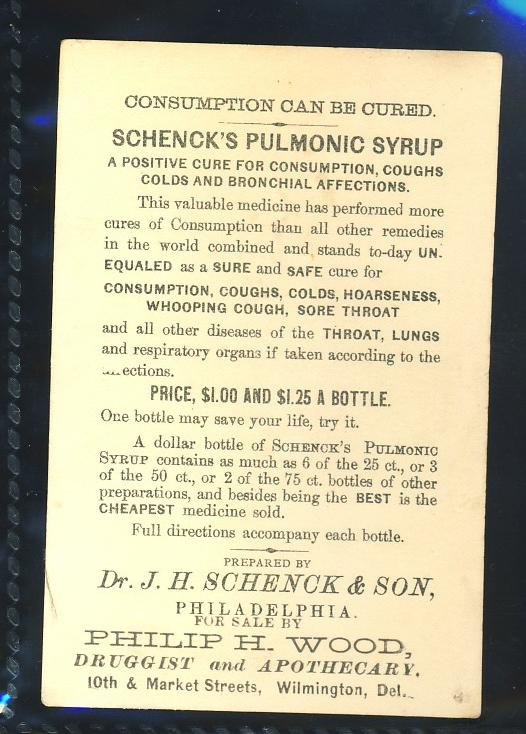 CONSUMPTION CAN BE CURED.
SCHENCK'S PULMONIC SYRUP
A POSITIVE CURE FOR CONSUMPTION, COUGHS
COLDS AND BRONCHIAL AFFECTIONS.
This valuable medicine has performed more
cures of Consumption than all other remedies
in the world combined and stands to-day UN-
EQUALED as a SURE and SAFE cure for
CONSUMPTION, COUGHS, COLDS, HOARSENESS,
WHOOPING COUGH, SORE THROAT
and all other diseases of the THROAT, LUNGS
and respiratory organs if taken according to the
ections.
PRICE, $1.00 AND $1.25 A BOTTLE.
One bottle may save your life, try it.
A dollar bottle of SCHENCK'S PULMONIC
SYRUP contains as much as 6 of the 25 ct., or 3
of the 50 ct., or 2 of the 75 ct. bottles of other
preparations, and besides being the BEST is the
CHEAPEST medicine sold.
Full directions accompany each bottle.
PREPARED BY
Dr. J. H. SCHENCK & SON,
PHILADELPHIA.
FOR SALE BY
PHILIP H. WOOD,
DRUGGIST and APOTHECARY,
10th & Market Streets, Wilmington, Del.